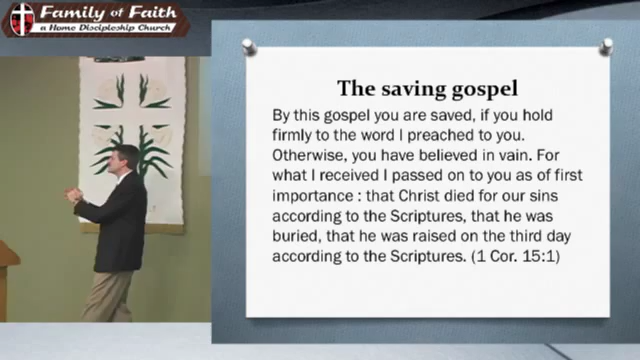 Family of Faith
a Home Discipleship Church
The saving gospel
By this gospel you are saved, if you hold
firmly to the word I preached to you.
Otherwise, you have believed in vain. For
what I received I passed on to you as of first
importance : that Christ died for our sins
according to the Scriptures, that he was
buried, that he was raised on the third day
according to the Scriptures. (1 Cor. 15:1)